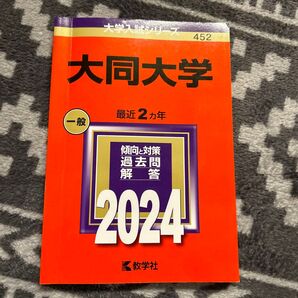 大学入試シリーズ
452
大同大学
最近2カ年
一般
傾向と対策
過去問
解答
2024
教学社